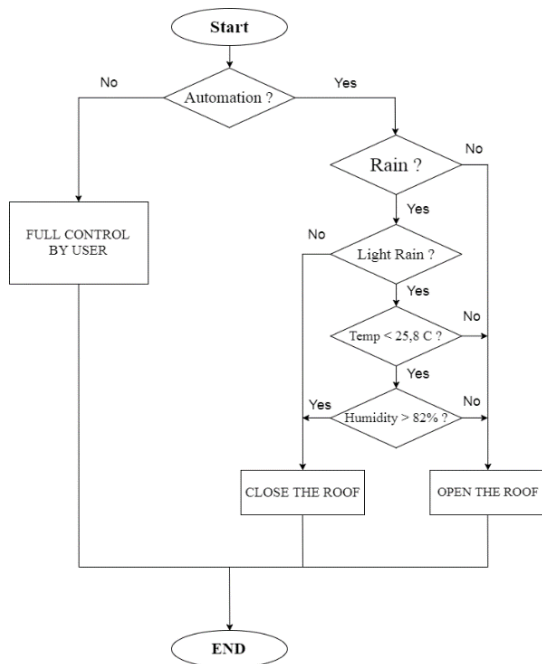 Start
No
Automation ?
Yes
No
Rain ?
Yes
No
FULL CONTROL
BY USER
Light Rain ?
Yes
No
Temp < 25,8 C ?
Yes
No
Yes
Humidity > 82% ?
CLOSE THE ROOF
OPEN THE ROOF
END